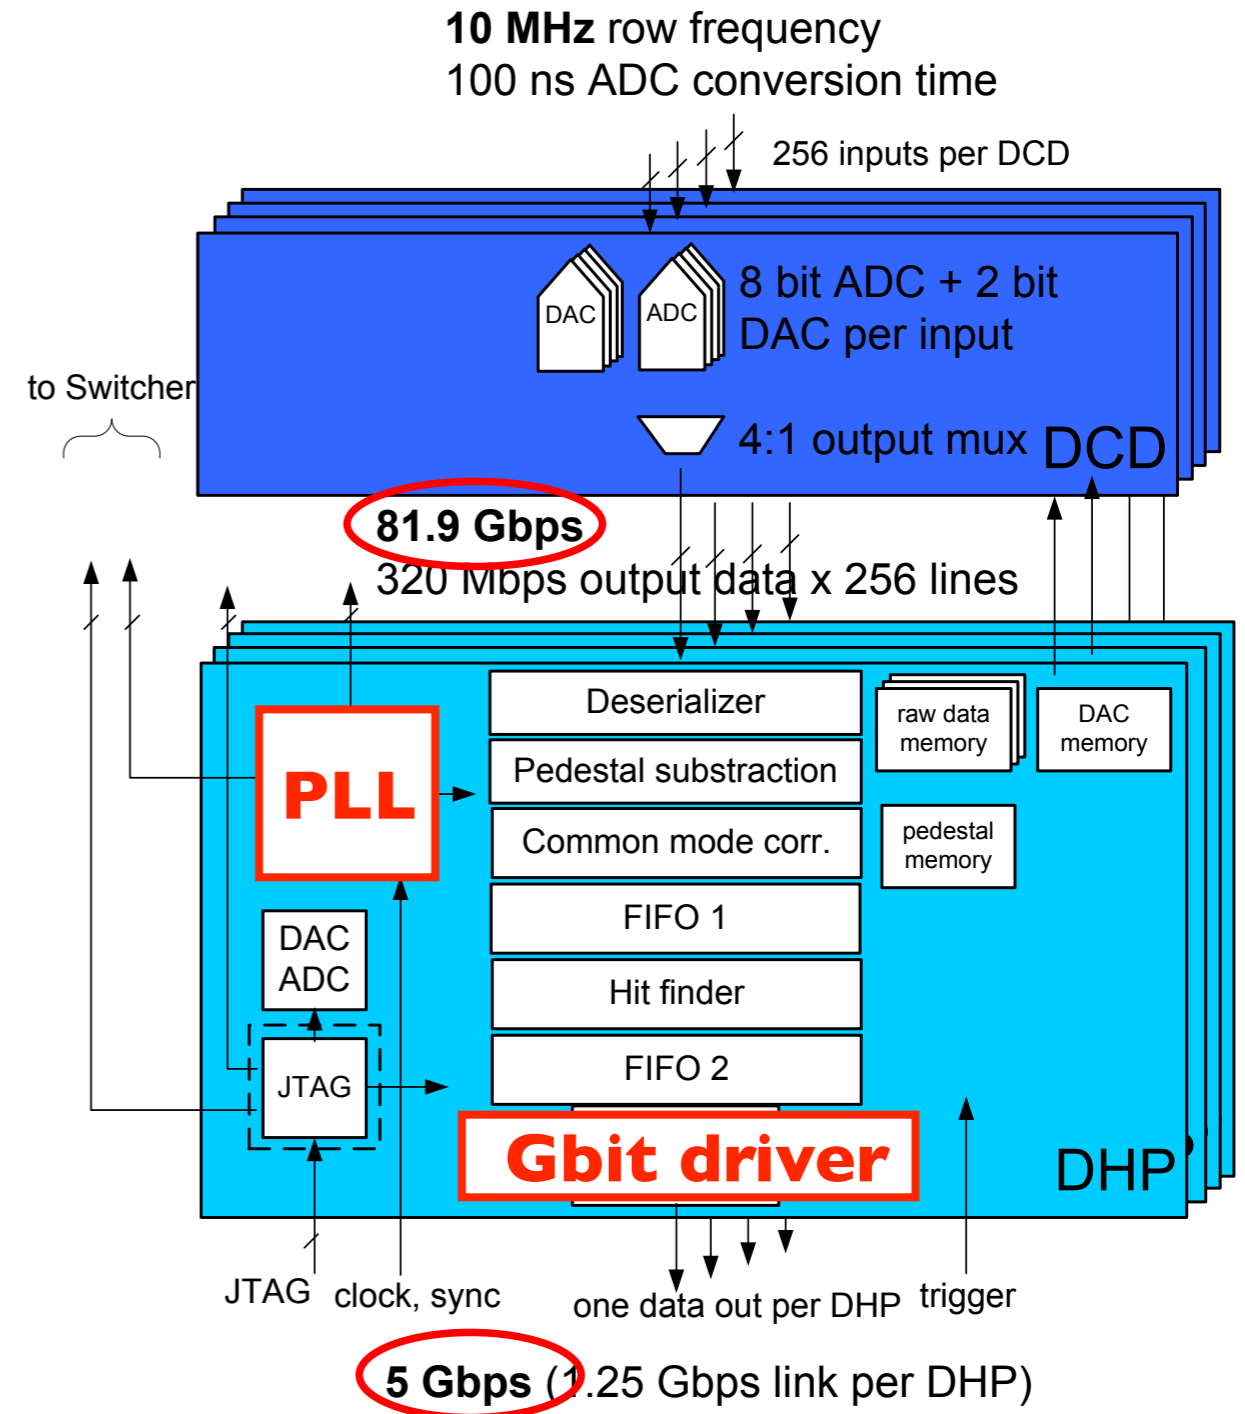 10 MHz row frequency
100 ns ADC conversion time
256 inputs per DCD
DAC
ADC
8 bit ADC + 2 bit
DAC per input
to Switcher
4:1 output mux
DCD
81.9 Gbps
320 Mbps output data x 256 lines
PLL
Deserializer
Pedestal substraction
Common mode corr.
FIFO 1
Hit finder
FIFO 2
raw data
memory
DAC
memory
pedestal
memory
DAC
ADC
JTAG
Gbit driver
DHP
JTAG
clock, sync
one data out per DHP
trigger
5 Gbps (1.25 Gbps link per DHP)